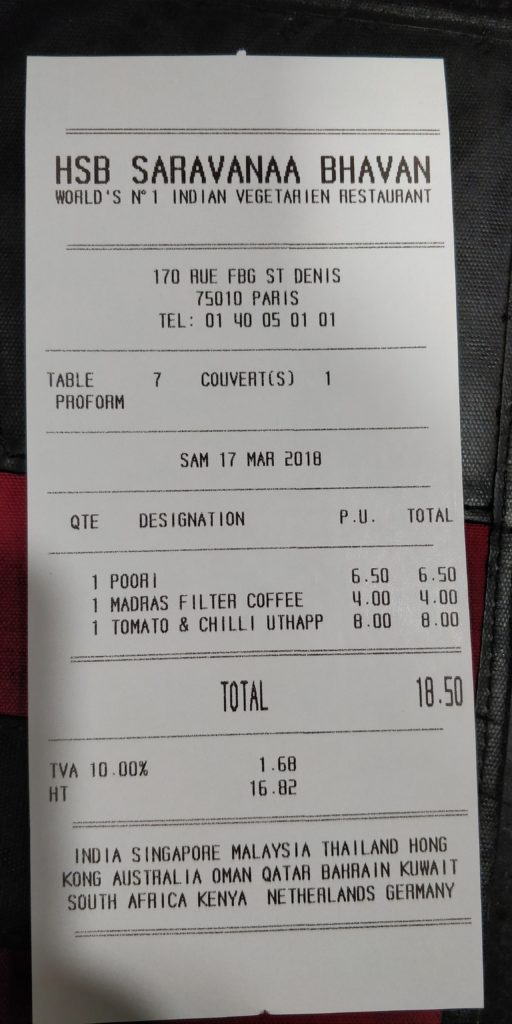 HSB SARAVANAA BHAVAN
WORLD'S N°1 INDIAN VEGETARIEN RESTAURANT
170 RUE FBG ST DENIS
75010 PARIS
TEL: 01 40 05 01 01
TABLE 7 COUVERT(S) 1
PROFORM
SAM 17 MAR 2018
QTE DESIGNATION P.U. TOTAL
1 POORI 6.50 6.50
1 MADRAS FILTER COFFEE 4.00 4.00
1 TOMATO & CHILLI UTHAPP 8.00 8.00
TOTAL 18.50
TVA 10.00% 1.68
HT 16.82
INDIA SINGAPORE MALAYSIA THAILAND HONG
KONG AUSTRALIA OMAN QATAR BAHRAIN KUWAIT
SOUTH AFRICA KENYA NETHERLANDS GERMANY